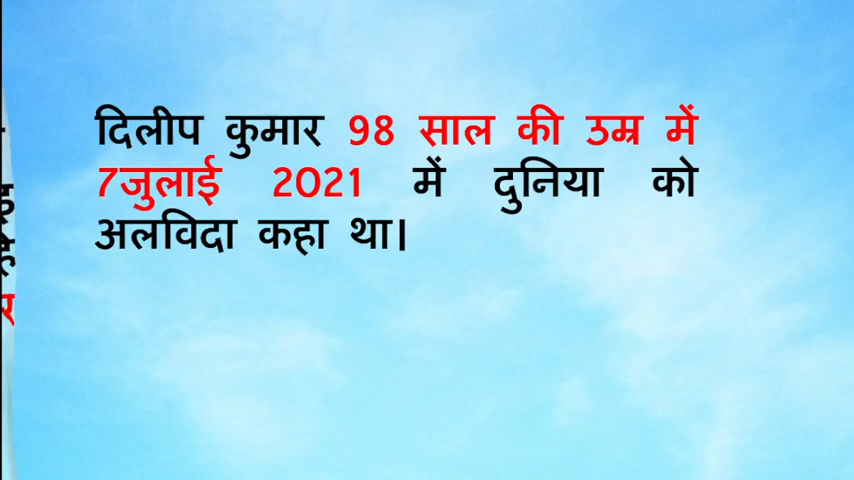 दिलीप कुमार 98 साल की उम्र में
7जुलाई 2021 में दुनिया को
अलविदा कहा था।